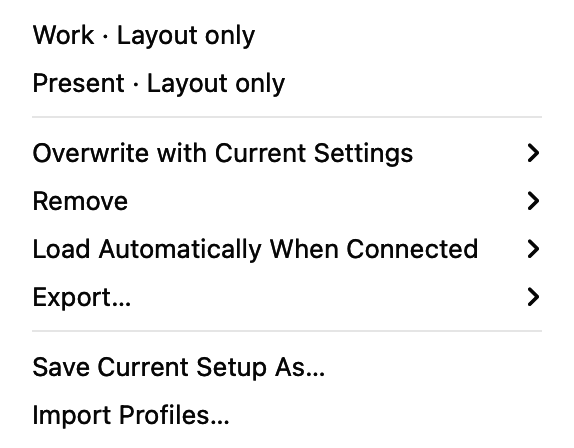 Work · Layout only
Present · Layout only
Overwrite with Current Settings
Remove
Load Automatically When Connected
Export...
Save Current Setup As...
Import Profiles...